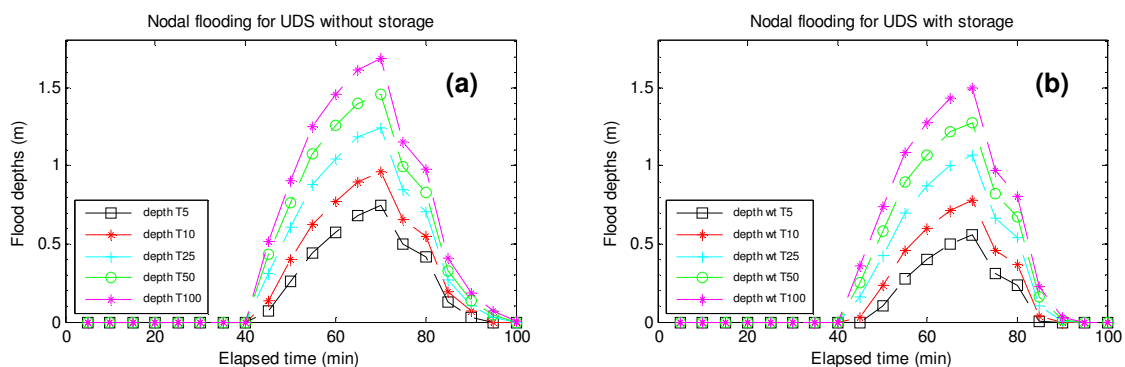 Nodal flooding for UDS without storage
(a)
1.5
1
0.5
0
Flood depths (m)
depth T5
depth T10
depth T25
depth T50
depth T100
0 20 40 60 80 100
Elapsed time (min)
Nodal flooding for UDS with storage
(b)
1.5
1
0.5
0
Flood depths (m)
depth wt T5
depth wt T10
depth wt T25
depth wt T50
depth wt T100
0 20 40 60 80 100
Elapsed time (min)